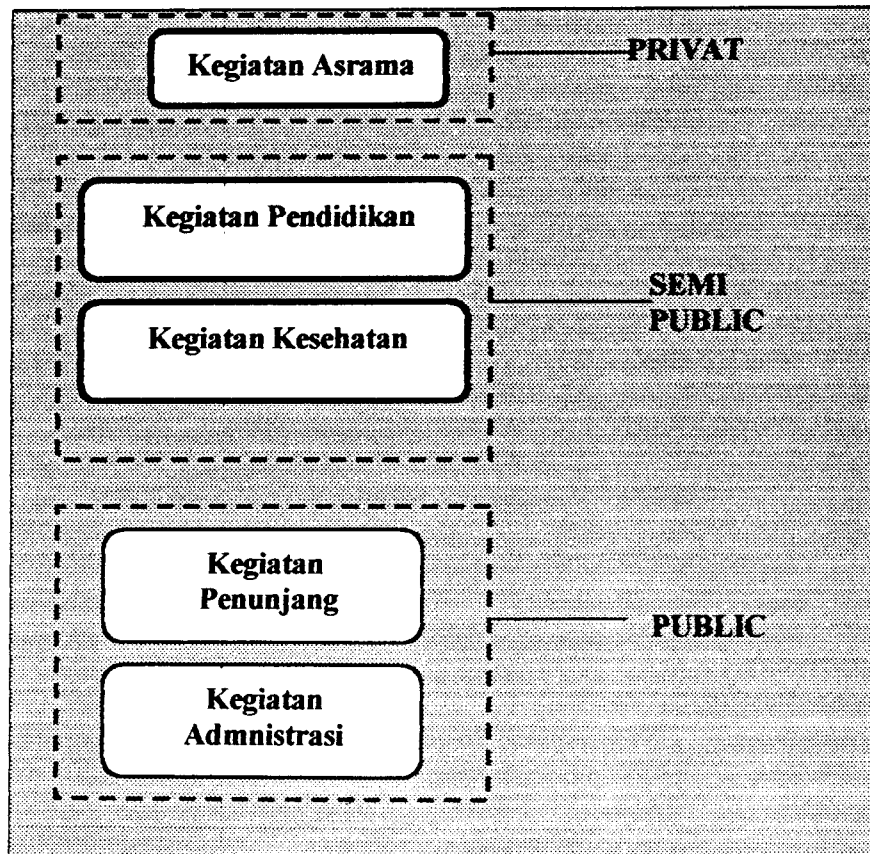 Kegiatan Asrama
PRIVAT
Kegiatan Pendidikan
Kegiatan Kesehatan
SEMI
PUBLIC
Kegiatan
Penunjang
PUBLIC
Kegiatan
Admnistrasi